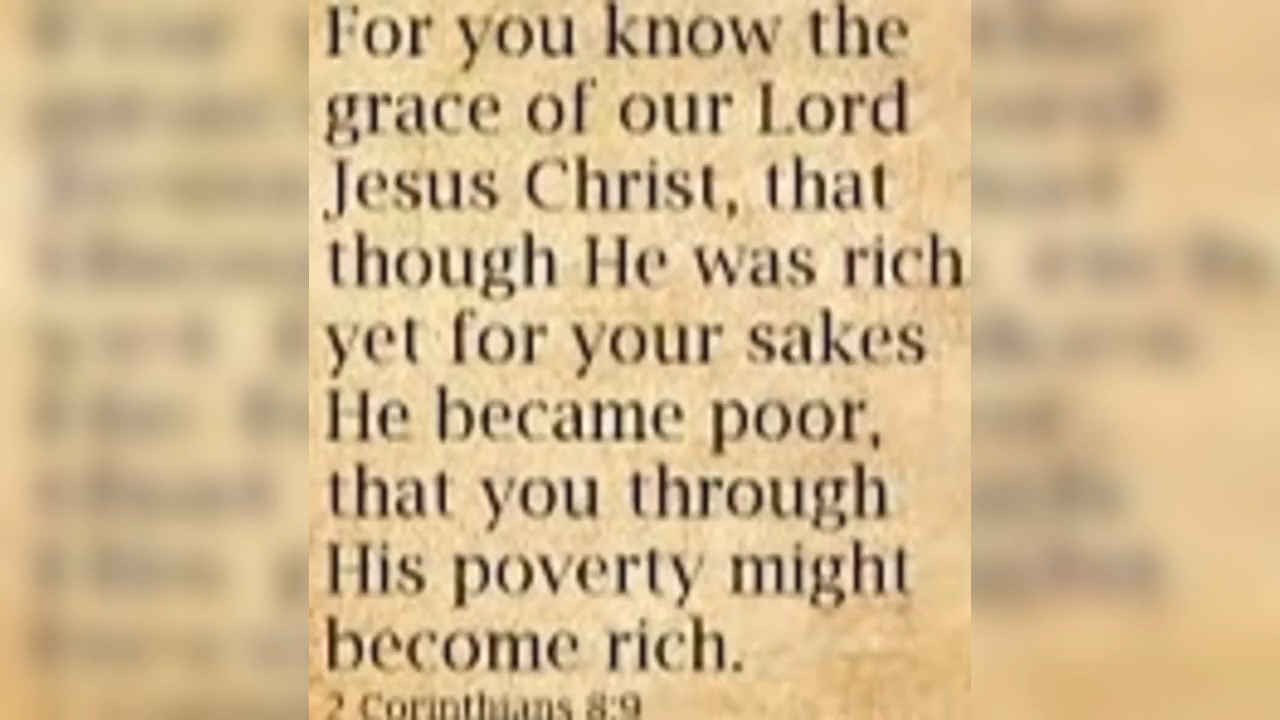 For you know the
grace of our Lord
Jesus Christ, that
though He was rich
yet for your sakes
He became poor,
that you through
His poverty might
become rich.
2 Corinthians 8:9